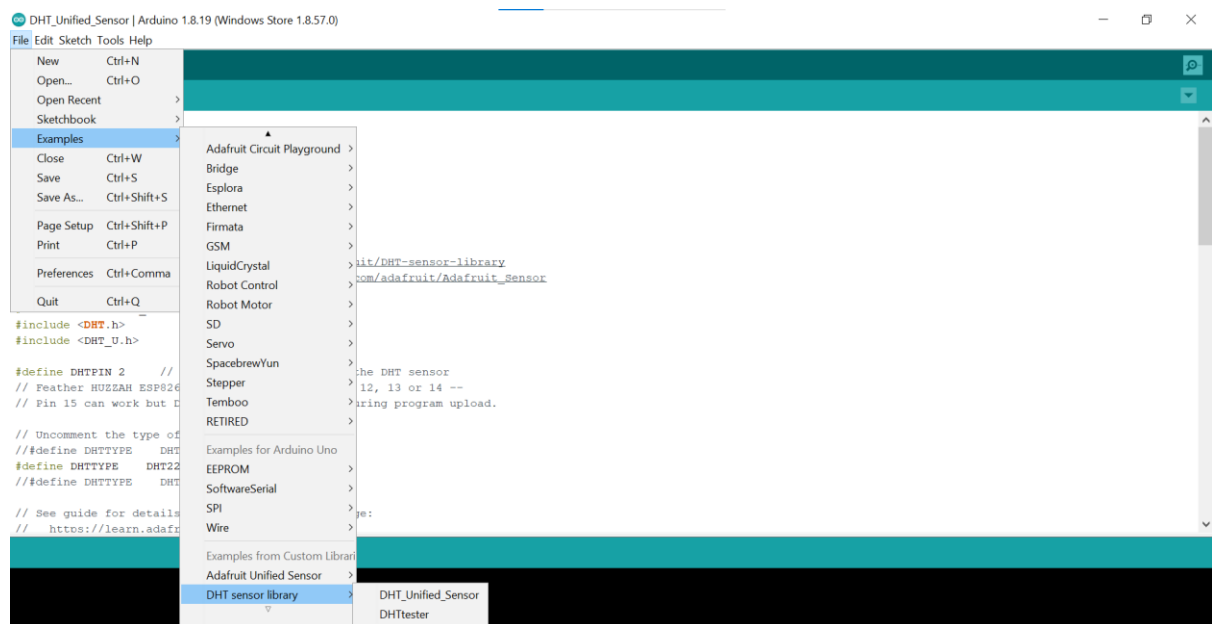 DHT_Unified_Sensor | Arduino 1.8.19 (Windows Store 1.8.57.0)
File Edit Sketch Tools Help
New Ctrl+N
Open... Ctrl+O
Open Recent
Sketchbook
Examples
Close Ctrl+W
Save Ctrl+S
Save As... Ctrl+Shift+S
Page Setup Ctrl+Shift+P
Print Ctrl+P
Preferences Ctrl+Comma
Quit Ctrl+Q
Adafruit Circuit Playground
Bridge
Esplora
Ethernet
Firmata
GSM
LiquidCrystal
Robot Control
Robot Motor
SD
Servo
SpacebrewYun
Stepper
Temboo
RETIRED
Examples for Arduino Uno
EEPROM
SoftwareSerial
SPI
Wire
Examples from Custom Librari
Adafruit Unified Sensor
DHT sensor library
DHT_Unified_Sensor
DHTtester
uit/DHT-sensor-library
com/adafruit/Adafruit_Sensor
#include <DHT.h>
#include <DHT_U.h>
#define DHTPIN 2 // the DHT sensor
// Feather HUZZAH ESP826 12, 13 or 14 --
// Pin 15 can work but D uring program upload.
// Uncomment the type of
//#define DHTTYPE DHT
#define DHTTYPE DHT22
//#define DHTTYPE DHT
// See guide for details ge:
// https://learn.adafr